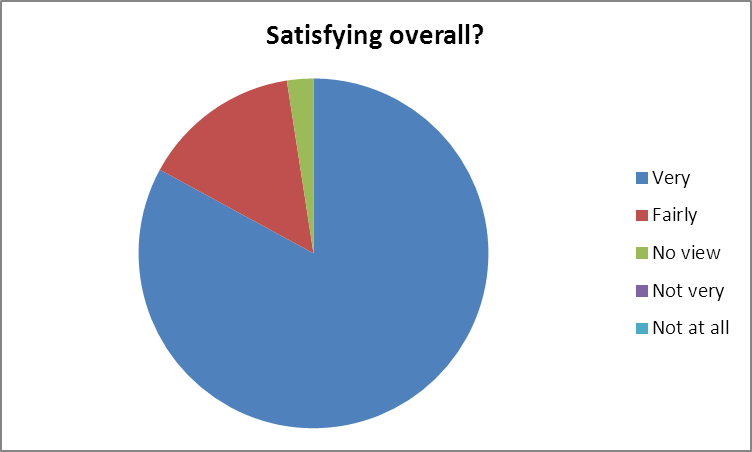 Satisfying overall?
Very
Fairly
No view
Not very
Not at all